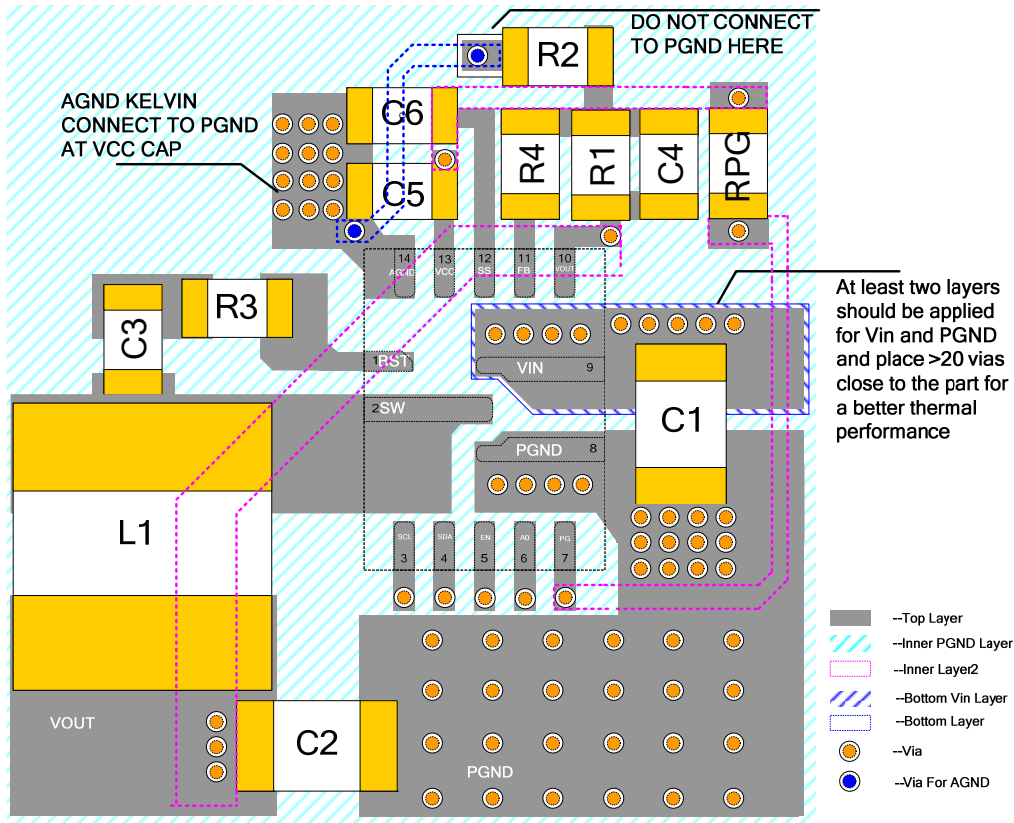 DO NOT CONNECT
TO PGND HERE
R2
AGND KELVIN
CONNECT TO PGND
AT VCC CAP
C6
C5
R4
R1
C4
RPG
14
AGND
13
VCC
12
SS
11
FB
10
VOUT
At least two layers
should be applied
for Vin and PGND
and place >20 vias
close to the part for
a better thermal
performance
R3
C3
1 RST
VIN 9
2 SW
C1
PGND 8
L1
SCL
3
SDA
4
EN
5
A0
6
PG
7
--Top Layer
--Inner PGND Layer
--Inner Layer2
--Bottom Vin Layer
--Bottom Layer
--Via
--Via For AGND
VOUT
C2
PGND